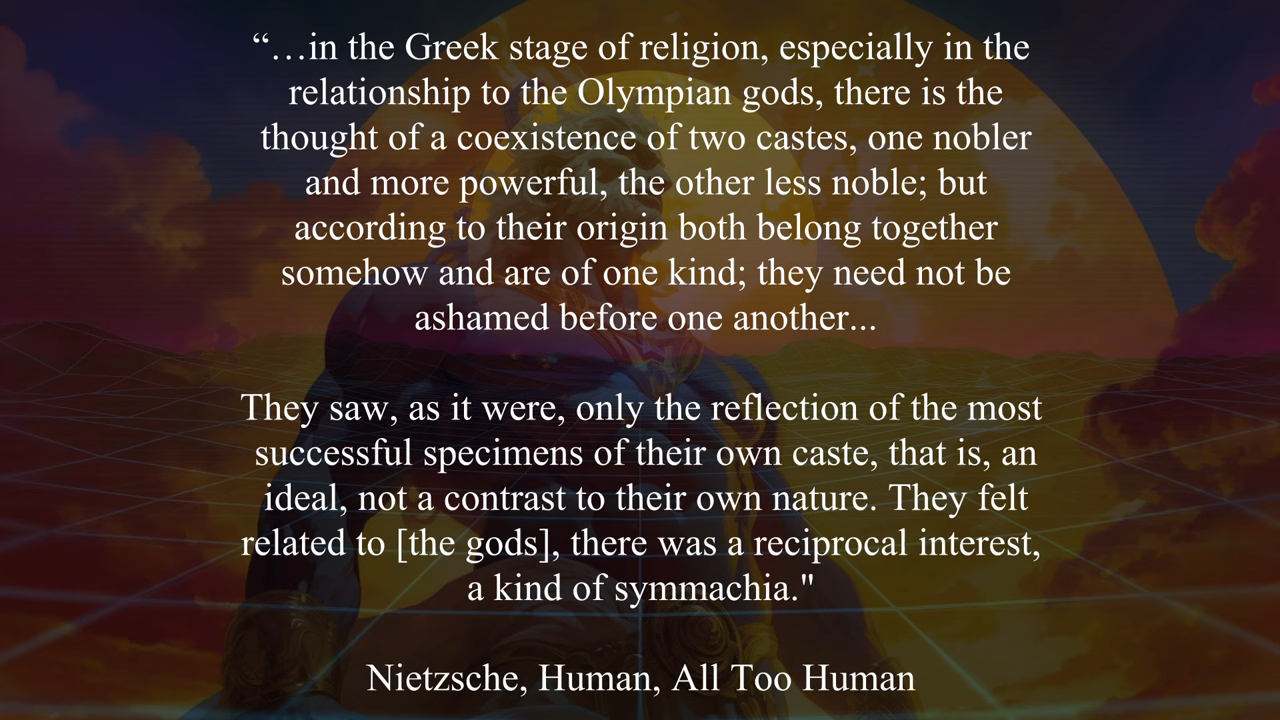 “…in the Greek stage of religion, especially in the
relationship to the Olympian gods, there is the
thought of a coexistence of two castes, one nobler
and more powerful, the other less noble; but
according to their origin both belong together
somehow and are of one kind; they need not be
ashamed before one another...
They saw, as it were, only the reflection of the most
successful specimens of their own caste, that is, an
ideal, not a contrast to their own nature. They felt
related to [the gods], there was a reciprocal interest,
a kind of symmachia."
Nietzsche, Human, All Too Human